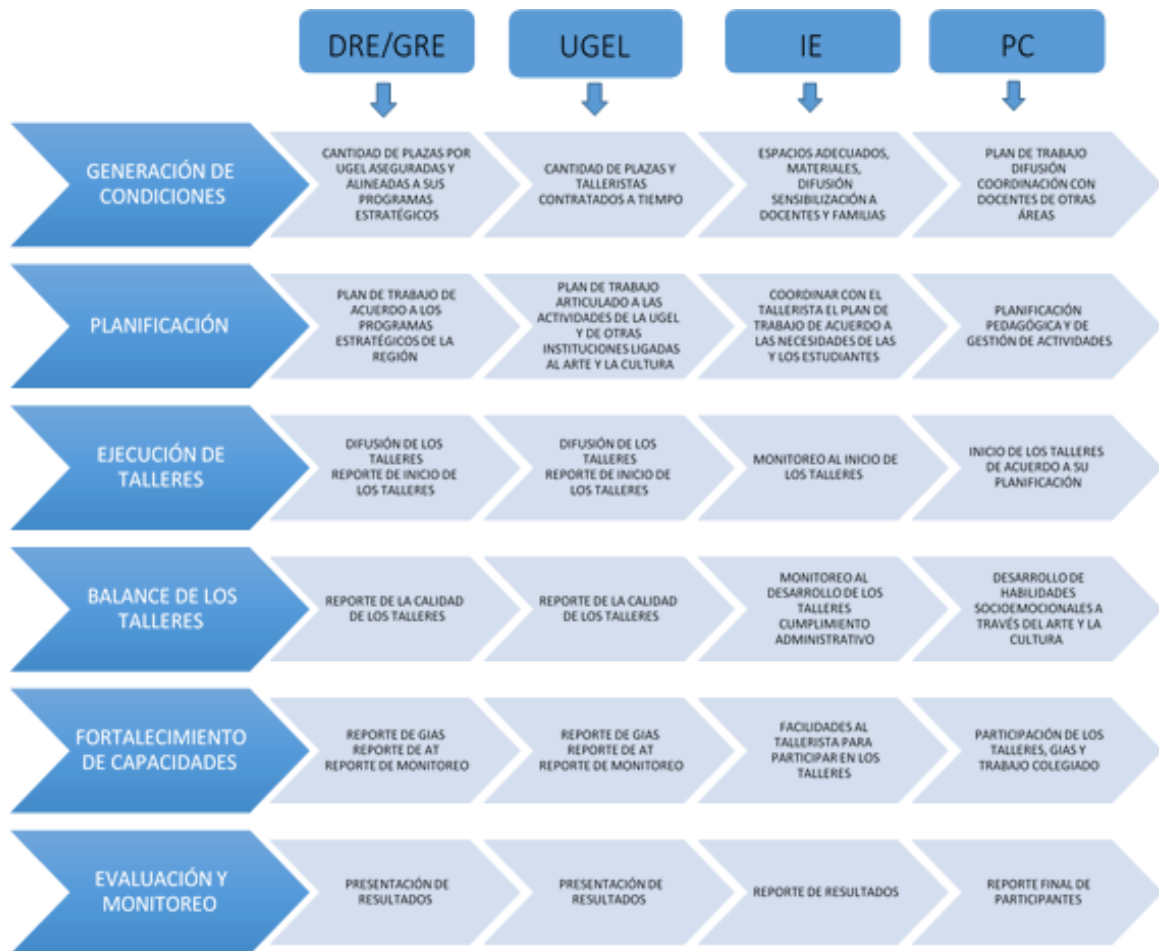 DRE/GRE
UGEL
IE
PC
GENERACIÓN DE
CONDICIONES
CANTIDAD DE PLAZAS POR
UGEL ASEGURADAS Y
ALINEADAS A SUS
PROGRAMAS
ESTRATÉGICOS
CANTIDAD DE PLAZAS Y
TALLERISTAS
CONTRATADOS A TIEMPO
ESPACIOS ADECUADOS,
MATERIALES,
DIFUSIÓN
SENSIBILIZACIÓN A
DOCENTES Y FAMILIAS
PLAN DE TRABAJO
DIFUSIÓN
COORDINACIÓN CON
DOCENTES DE OTRAS
ÁREAS
PLANIFICACIÓN
PLAN DE TRABAJO DE
ACUERDO A LOS
PROGRAMAS
ESTRATÉGICOS DE LA
REGIÓN
PLAN DE TRABAJO
ARTICULADO A LAS
ACTIVIDADES DE LA UGEL
Y DE OTRAS
INSTITUCIONES LIGADAS
AL ARTE Y LA CULTURA
COORDINAR CON EL
TALLERISTA EL PLAN DE
TRABAJO DE ACUERDO A
LAS NECESIDADES DE LAS
Y LOS ESTUDIANTES
PLANIFICACIÓN
PEDAGÓGICA Y DE
GESTIÓN DE ACTIVIDADES
EJECUCIÓN DE
TALLERES
DIFUSIÓN DE LOS
TALLERES
REPORTE DE INICIO DE
LOS TALLERES
DIFUSIÓN DE LOS
TALLERES
REPORTE DE INICIO DE
LOS TALLERES
MONITOREO AL INICIO DE
LOS TALLERES
INICIO DE LOS TALLERES
DE ACUERDO A SU
PLANIFICACIÓN
BALANCE DE LOS
TALLERES
REPORTE DE LA CALIDAD
DE LOS TALLERES
REPORTE DE LA CALIDAD
DE LOS TALLERES
MONITOREO AL
DESARROLLO DE LOS
TALLERES
CUMPLIMIENTO
ADMINISTRATIVO
DESARROLLO DE
HABILIDADES
SOCIOEMOCIONALES A
TRAVÉS DEL ARTE Y LA
CULTURA
FORTALECIMIENTO
DE CAPACIDADES
REPORTE DE GIAS
REPORTE DE AT
REPORTE DE MONITOREO
REPORTE DE GIAS
REPORTE DE AT
REPORTE DE MONITOREO
FACILIDADES AL
TALLERISTA PARA
PARTICIPAR EN LOS
TALLERES
PARTICIPACIÓN DE LOS
TALLERES, GIAS Y
TRABAJO COLEGIADO
EVALUACIÓN Y
MONITOREO
PRESENTACIÓN DE
RESULTADOS
PRESENTACIÓN DE
RESULTADOS
REPORTE DE RESULTADOS
REPORTE FINAL DE
PARTICIPANTES